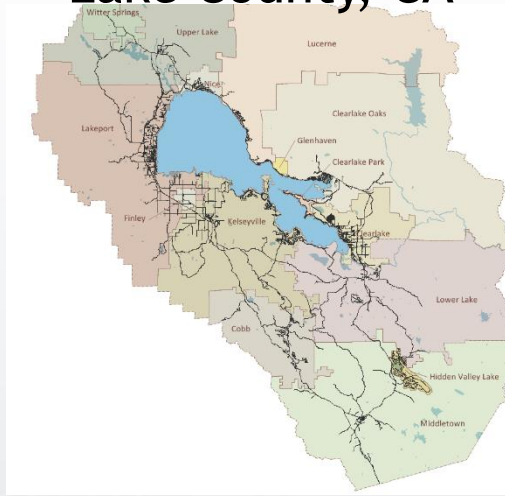 Lake County, CA
Witter Springs
Upper Lake
Lucerne
Nice
Lakeport
Clearlake Oaks
Glenhaven
Clearlake Park
Finley
Kelseyville
Clearlake
Lower Lake
Cobb
Hidden Valley Lake
Middletown